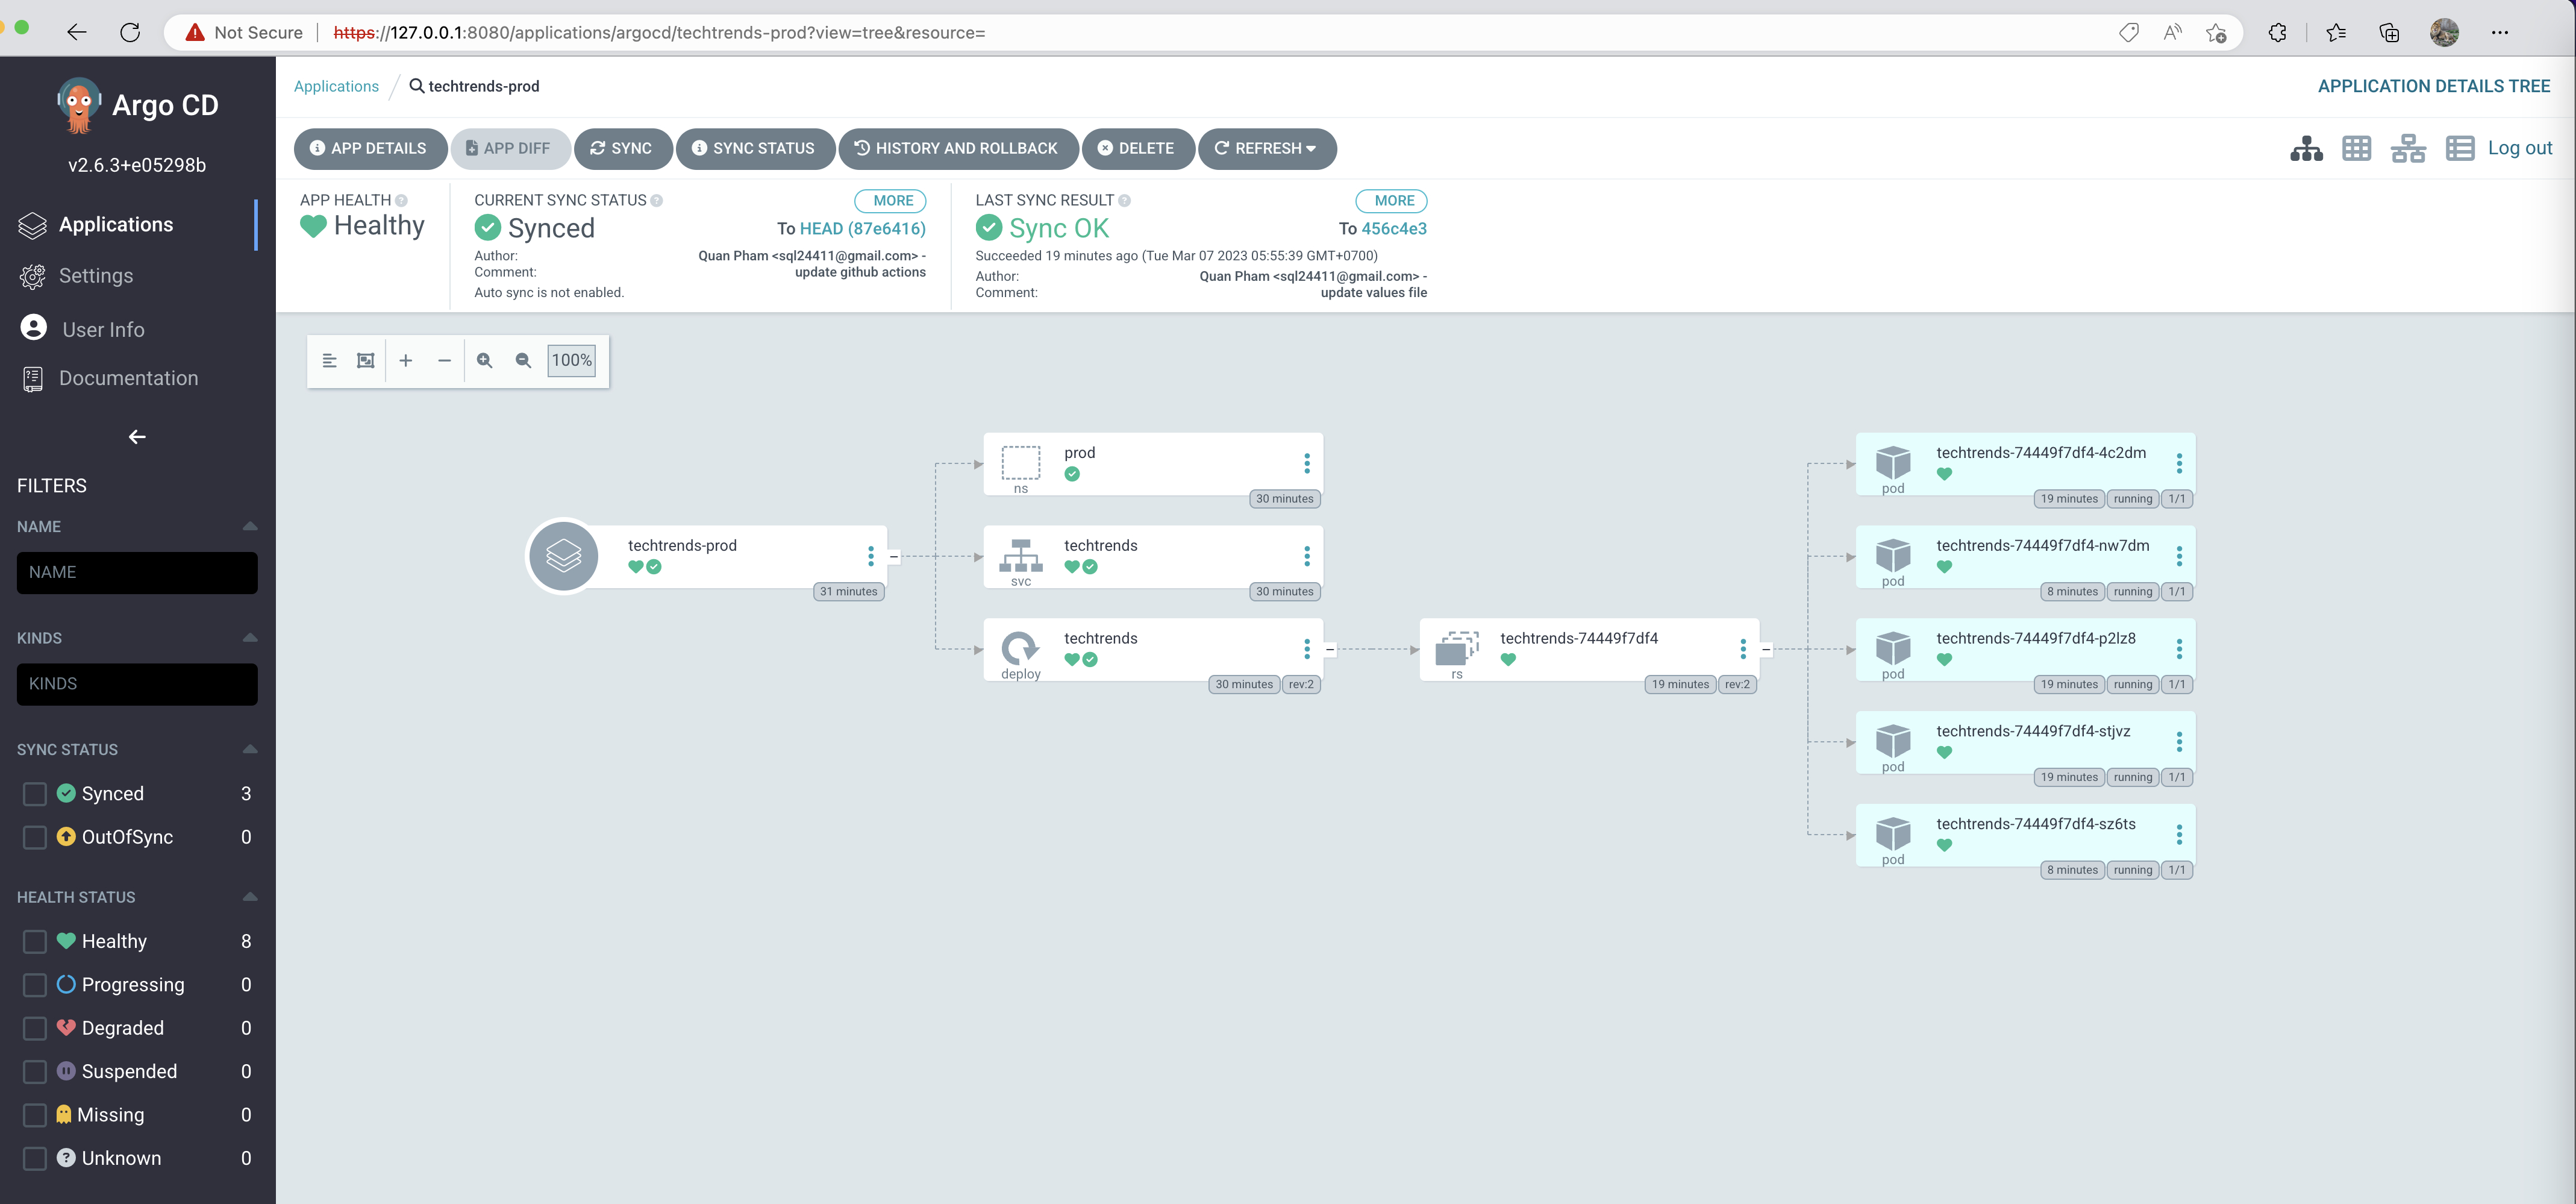 Not Secure https://127.0.0.1:8080/applications/argocd/techtrends-prod?view=tree&resource=
Argo CD
v2.6.3+e05298b
Applications
Settings
User Info
Documentation
FILTERS
NAME
NAME
KINDS
KINDS
SYNC STATUS
Synced 3
OutOfSync 0
HEALTH STATUS
Healthy 8
Progressing 0
Degraded 0
Suspended 0
Missing 0
Unknown 0
Applications / techtrends-prod
APPLICATION DETAILS TREE
APP DETAILS APP DIFF SYNC SYNC STATUS HISTORY AND ROLLBACK DELETE REFRESH
Log out
APP HEALTH
Healthy
CURRENT SYNC STATUS MORE
Synced To HEAD (87e6416)
Author: Quan Pham <sql24411@gmail.com> -
Comment: update github actions
Auto sync is not enabled.
LAST SYNC RESULT MORE
Sync OK To 456c4e3
Succeeded 19 minutes ago (Tue Mar 07 2023 05:55:39 GMT+0700)
Author: Quan Pham <sql24411@gmail.com> -
Comment: update values file
100%
techtrends-prod
31 minutes
prod
ns
30 minutes
techtrends
svc
30 minutes
techtrends
deploy
30 minutes rev:2
techtrends-74449f7df4
rs
19 minutes rev:2
techtrends-74449f7df4-4c2dm
pod
19 minutes running 1/1
techtrends-74449f7df4-nw7dm
pod
8 minutes running 1/1
techtrends-74449f7df4-p2lz8
pod
19 minutes running 1/1
techtrends-74449f7df4-stjvz
pod
19 minutes running 1/1
techtrends-74449f7df4-sz6ts
pod
8 minutes running 1/1